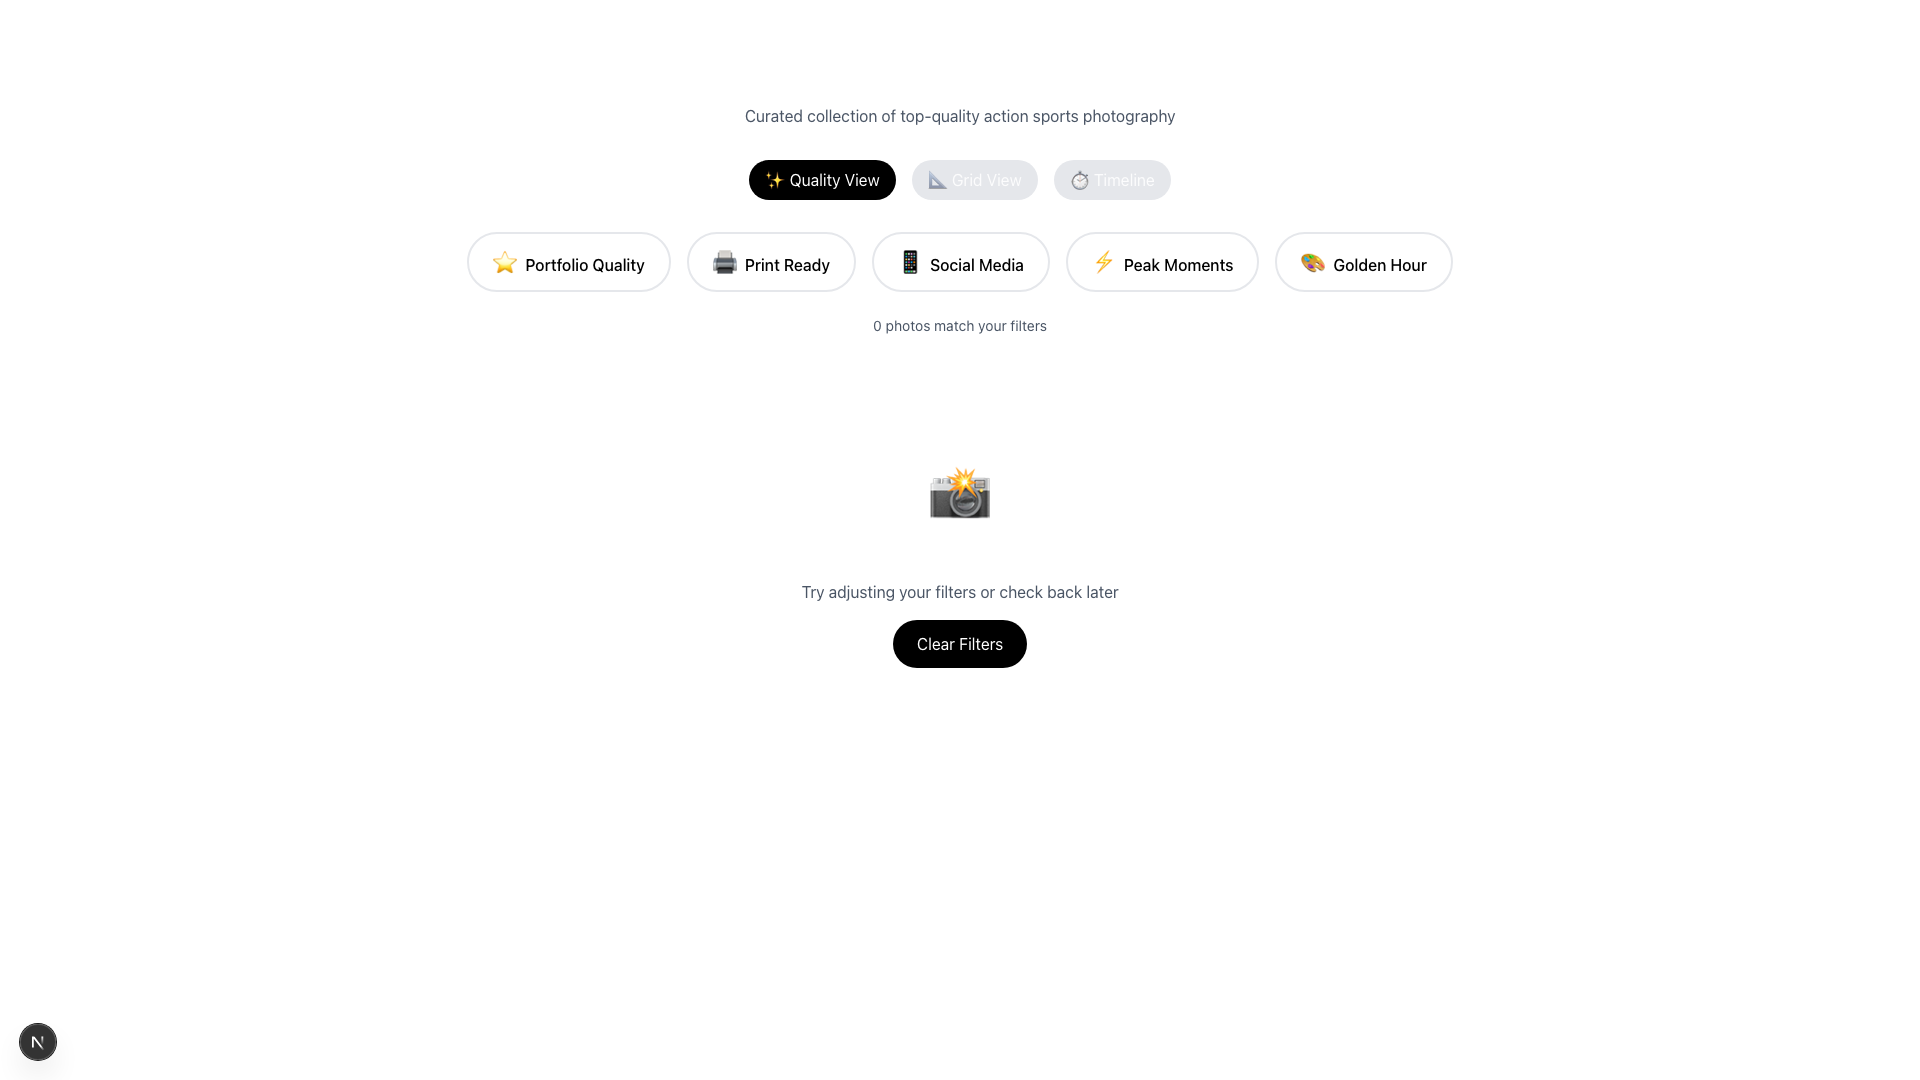 Curated collection of top-quality action sports photography
✨ Quality View
📐 Grid View
⏱️ Timeline
⭐ Portfolio Quality
🖨️ Print Ready
📱 Social Media
⚡ Peak Moments
🎨 Golden Hour
0 photos match your filters
Try adjusting your filters or check back later
Clear Filters
N